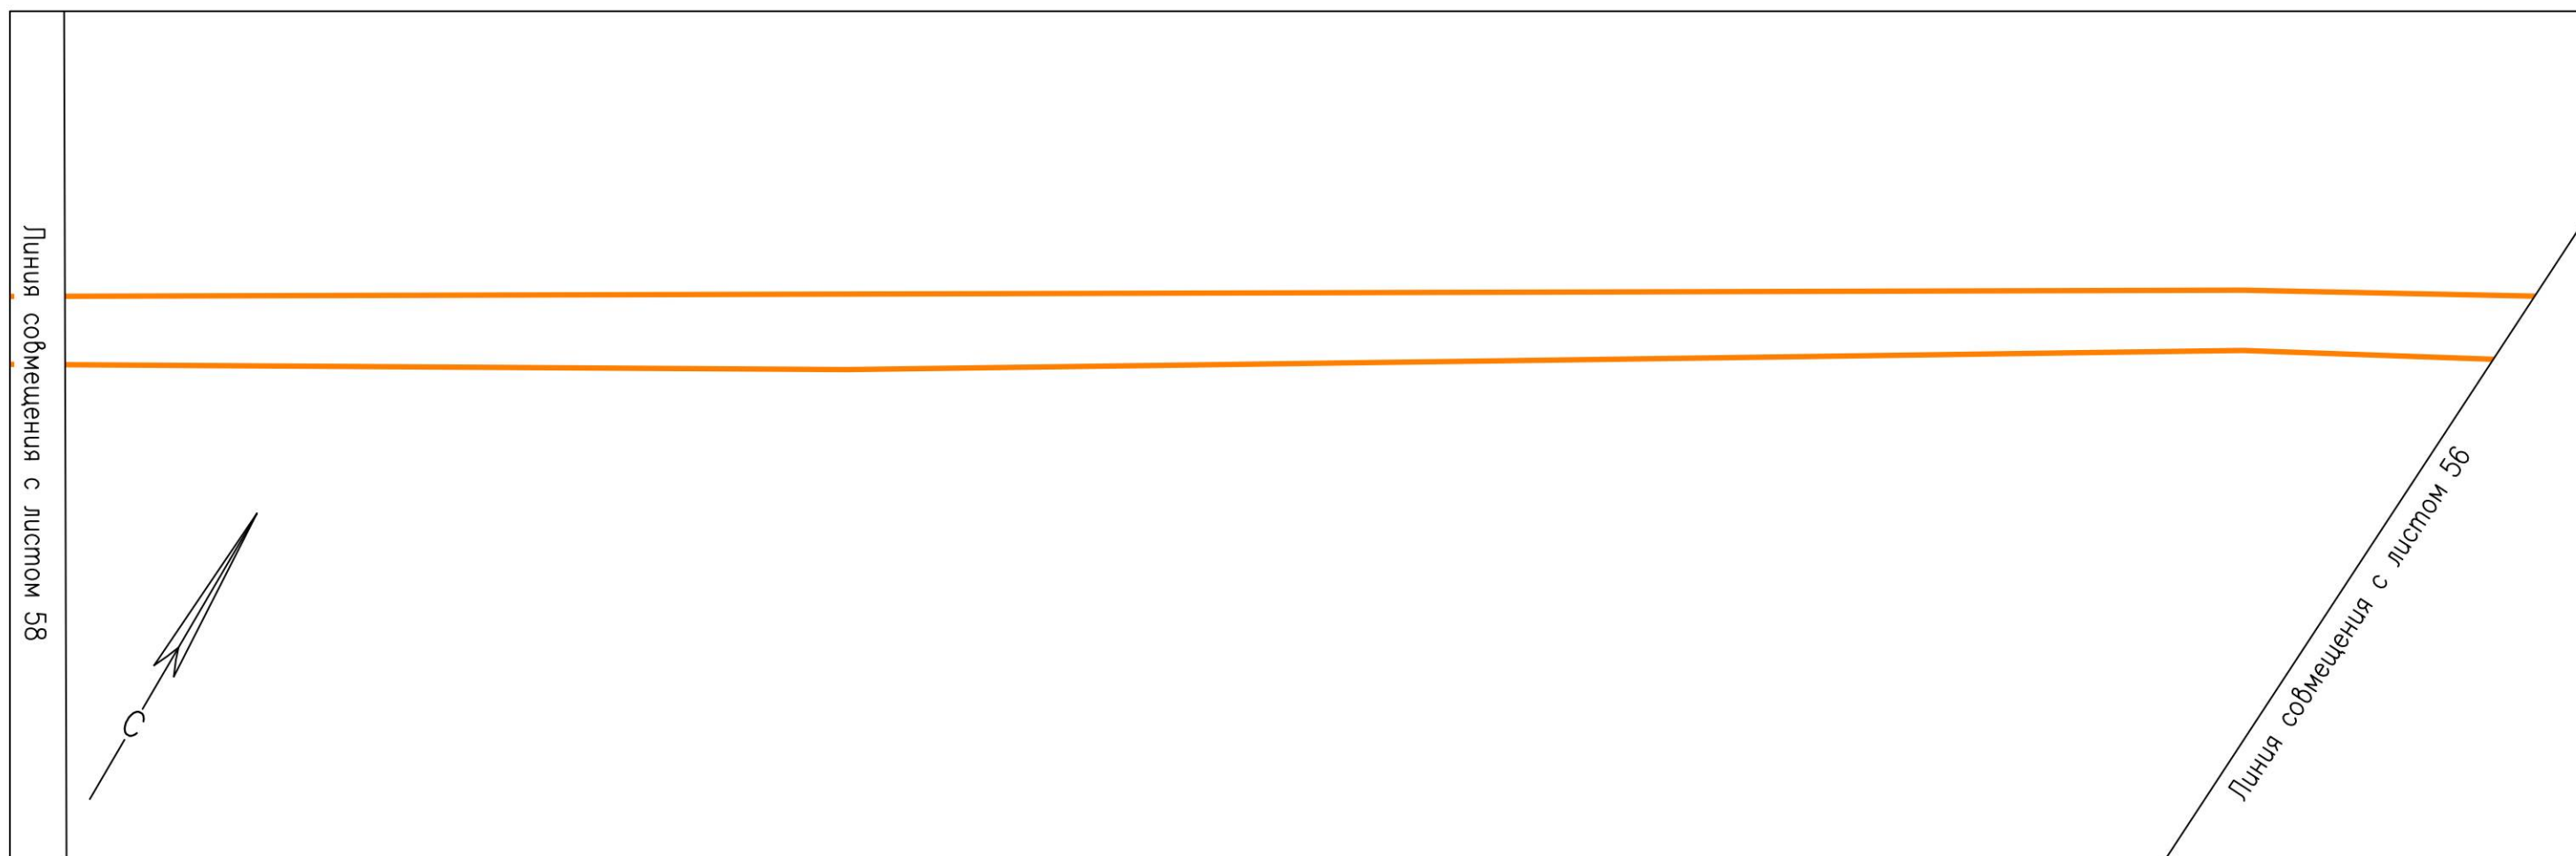 Линия совмещения с листом 58
С
Линия совмещения с листом 56